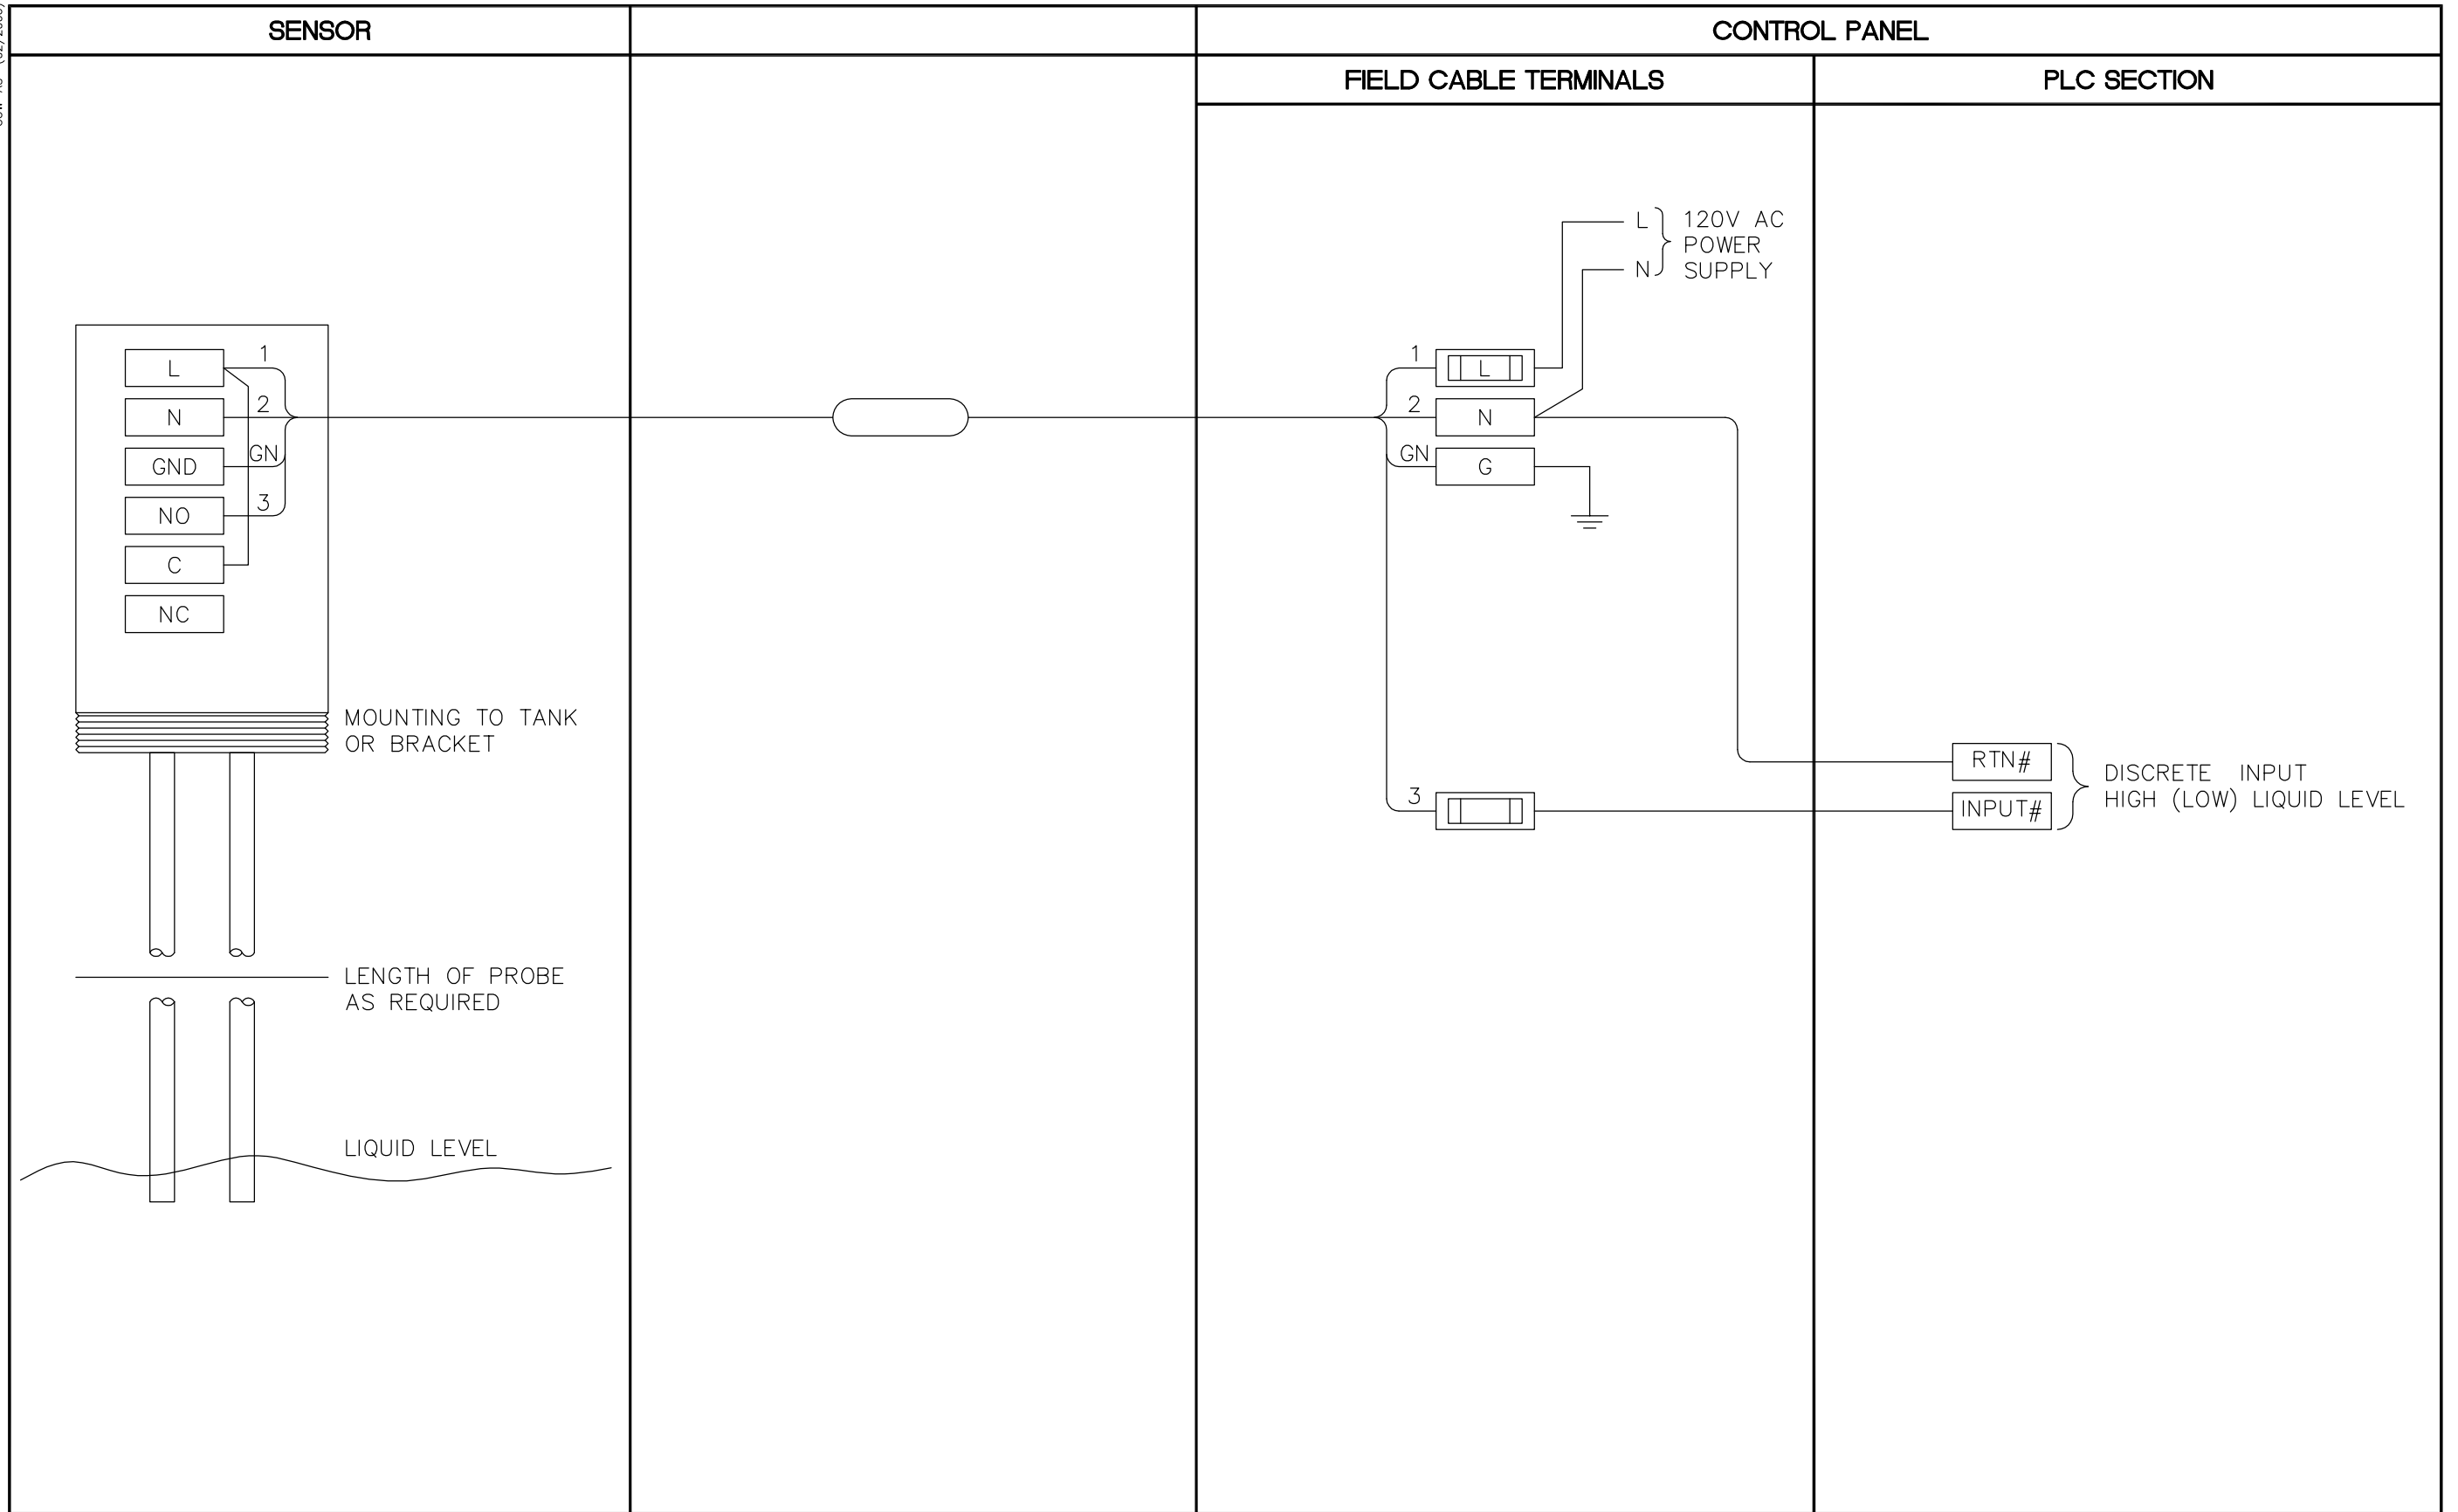 SENSOR
CONTROL PANEL
FIELD CABLE TERMINALS
PLC SECTION
L
N
120V AC
POWER
SUPPLY
L
N
GND
NO
C
NC
1
2
GN
3
1
2
GN
3
L
N
G
MOUNTING TO TANK
OR BRACKET
RTN#
INPUT#
DISCRETE INPUT
HIGH (LOW) LIQUID LEVEL
LENGTH OF PROBE
AS REQUIRED
LIQUID LEVEL